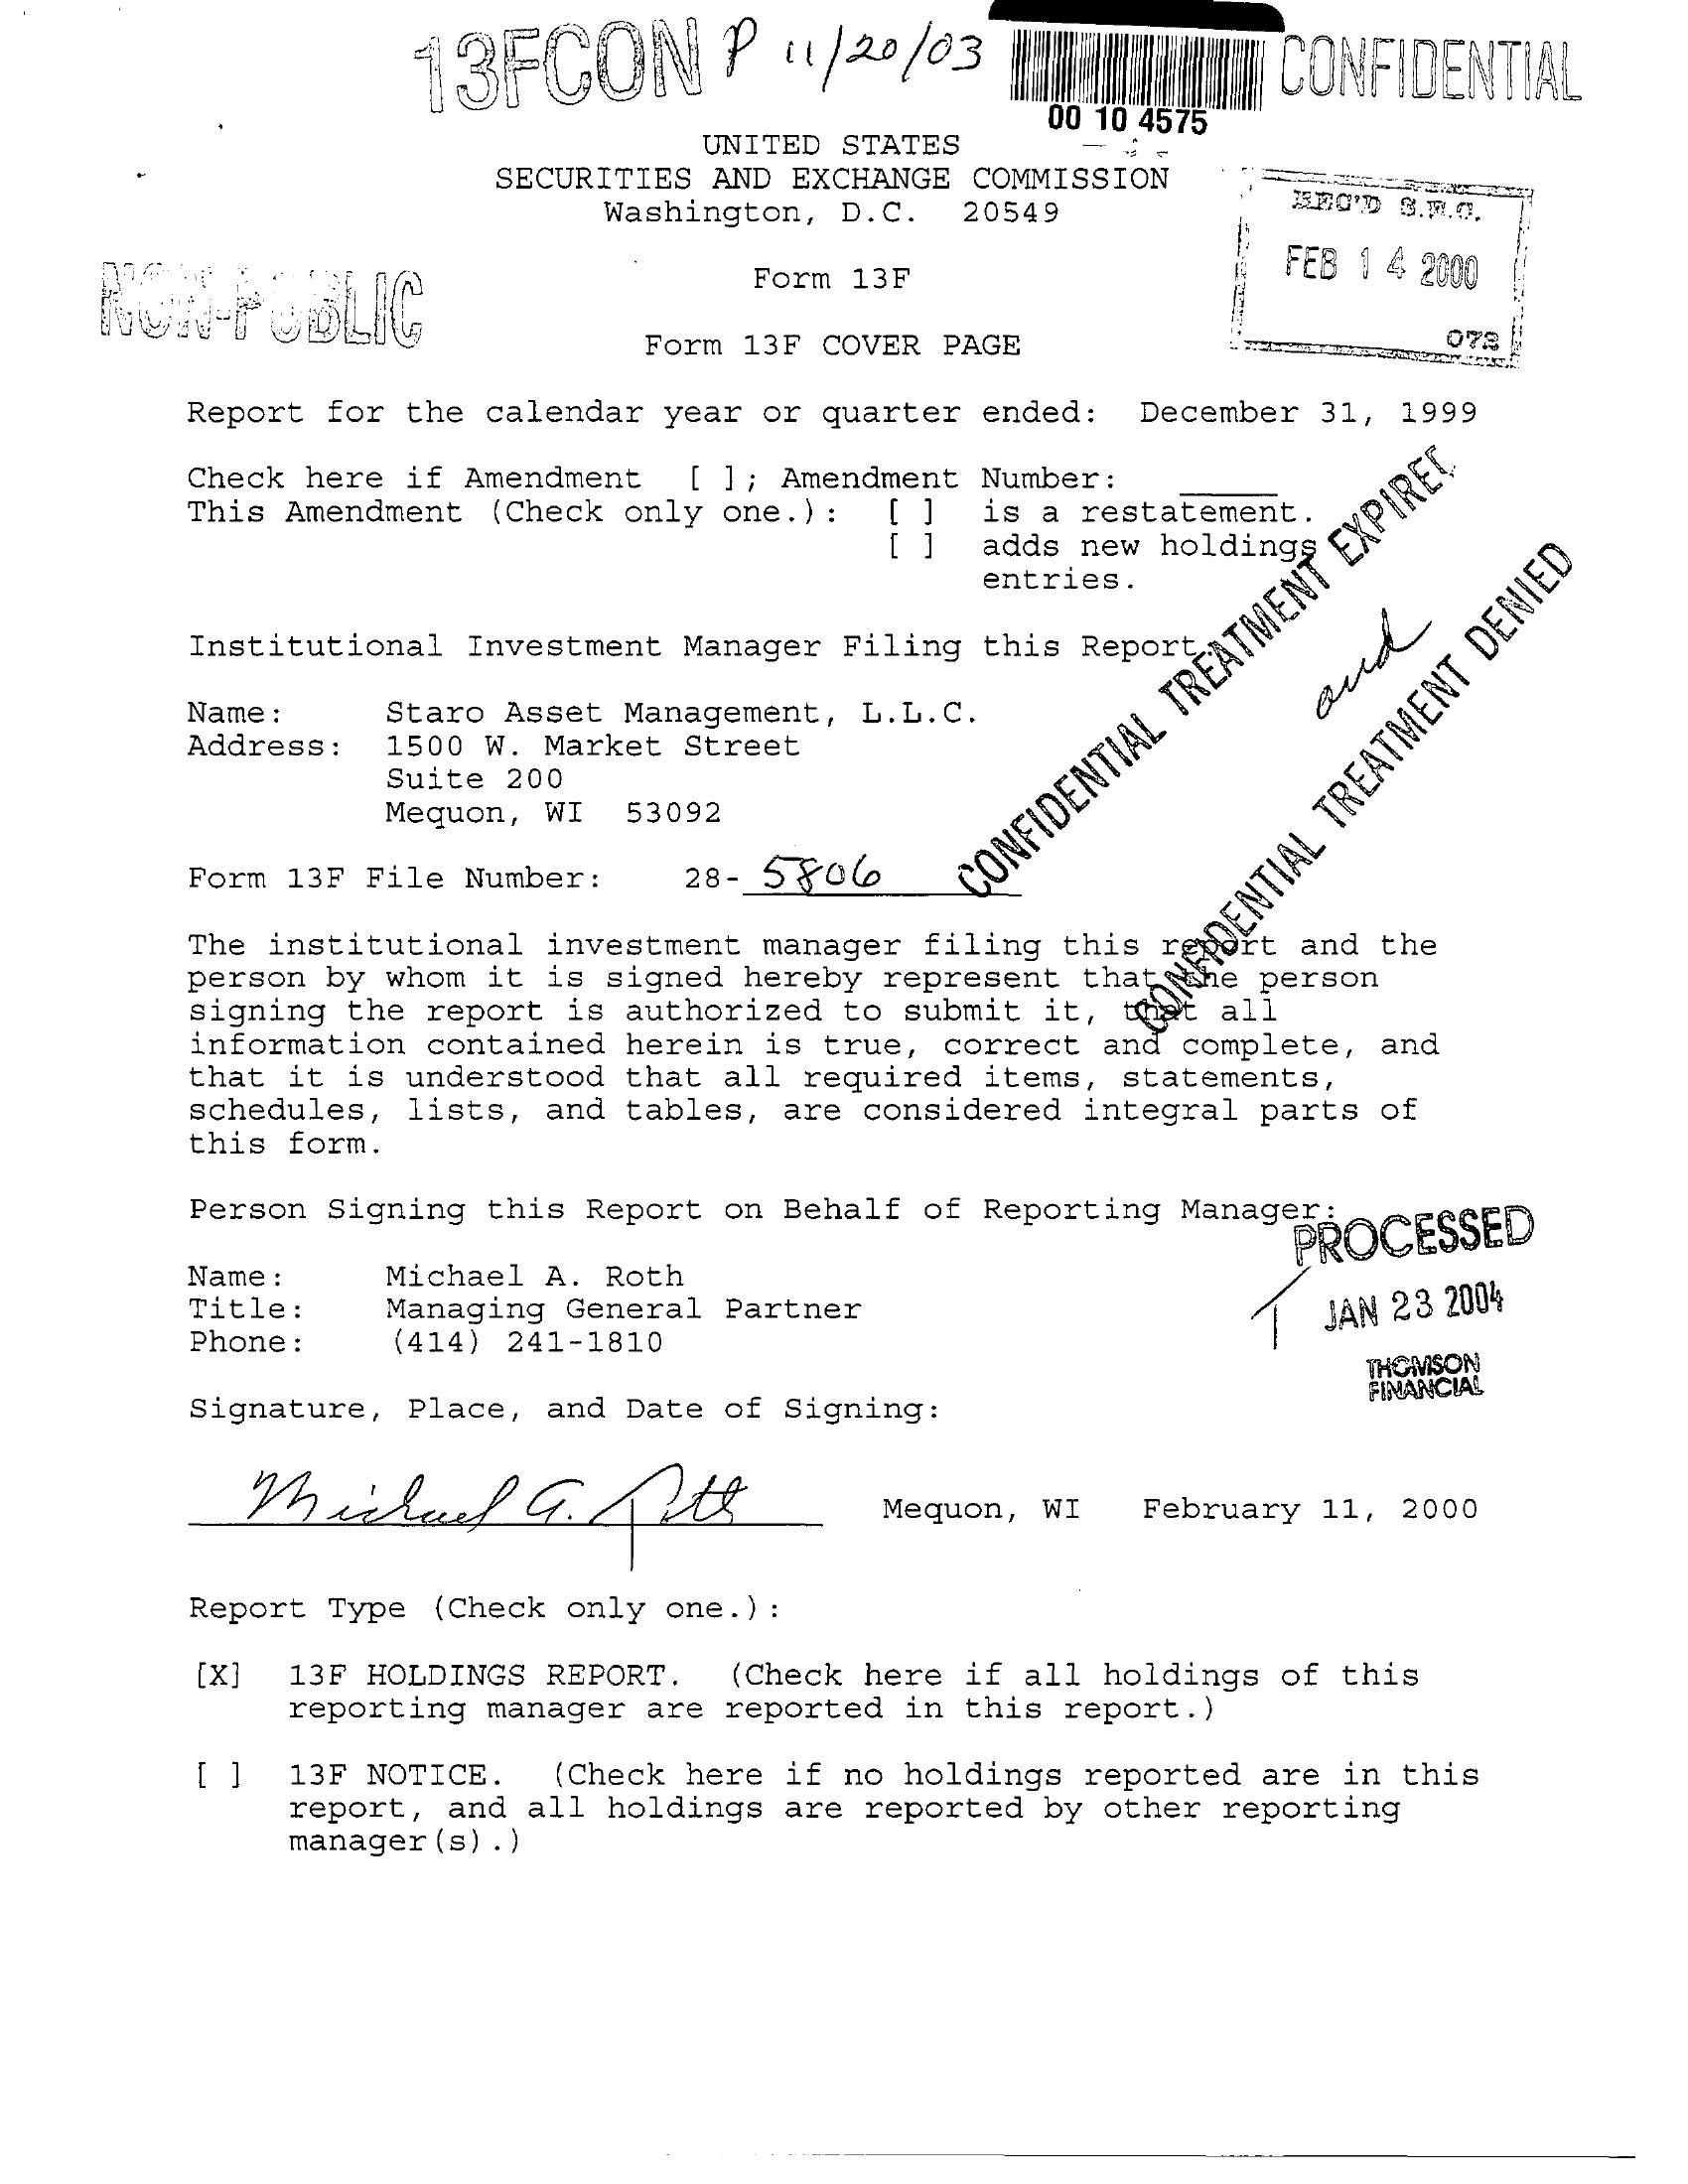 13FCON P 11/20/03 CONFIDENTIAL
00 10 4575
UNITED STATES
SECURITIES AND EXCHANGE COMMISSION
Washington, D.C. 20549
REC'D S.E.C.
FEB 14 2000
072
NON-PUBLIC
Form 13F
Form 13F COVER PAGE
Report for the calendar year or quarter ended: December 31, 1999
Check here if Amendment [ ]; Amendment Number:
This Amendment (Check only one.): [ ] is a restatement.
[ ] adds new holdings
entries.
CONFIDENTIAL TREATMENT EXPIRED
and
CONFIDENTIAL TREATMENT DENIED
Institutional Investment Manager Filing this Report
Name: Staro Asset Management, L.L.C.
Address: 1500 W. Market Street
Suite 200
Mequon, WI 53092
Form 13F File Number: 28- 5806
The institutional investment manager filing this report and the
person by whom it is signed hereby represent that the person
signing the report is authorized to submit it, that all
information contained herein is true, correct and complete, and
that it is understood that all required items, statements,
schedules, lists, and tables, are considered integral parts of
this form.
Person Signing this Report on Behalf of Reporting Manager:
PROCESSED
JAN 23 2004
THOMSON
FINANCIAL
Name: Michael A. Roth
Title: Managing General Partner
Phone: (414) 241-1810
Signature, Place, and Date of Signing:
Michael A. Roth Mequon, WI February 11, 2000
Report Type (Check only one.):
[X] 13F HOLDINGS REPORT. (Check here if all holdings of this
reporting manager are reported in this report.)
[ ] 13F NOTICE. (Check here if no holdings reported are in this
report, and all holdings are reported by other reporting
manager(s).)